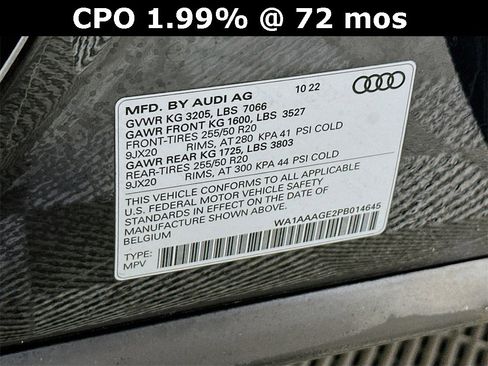 CPO 1.99% @ 72 mos
MFD. BY AUDI AG 10 22
GVWR KG 3205, LBS 7066
GAWR FRONT KG 1600, LBS 3527
FRONT-TIRES 255/50 R20
9JX20 RIMS, AT 280 KPA 41 PSI COLD
GAWR REAR KG 1725, LBS 3803
REAR-TIRES 255/50 R20
9JX20 RIMS, AT 300 KPA 44 PSI COLD
THIS VEHICLE CONFORMS TO ALL APPLICABLE
U.S. FEDERAL MOTOR VEHICLE SAFETY
STANDARDS IN EFFECT ON THE DATE OF
MANUFACTURE SHOWN ABOVE.
BELGIUM
WA1AAAGE2PB014645
TYPE:
MPV